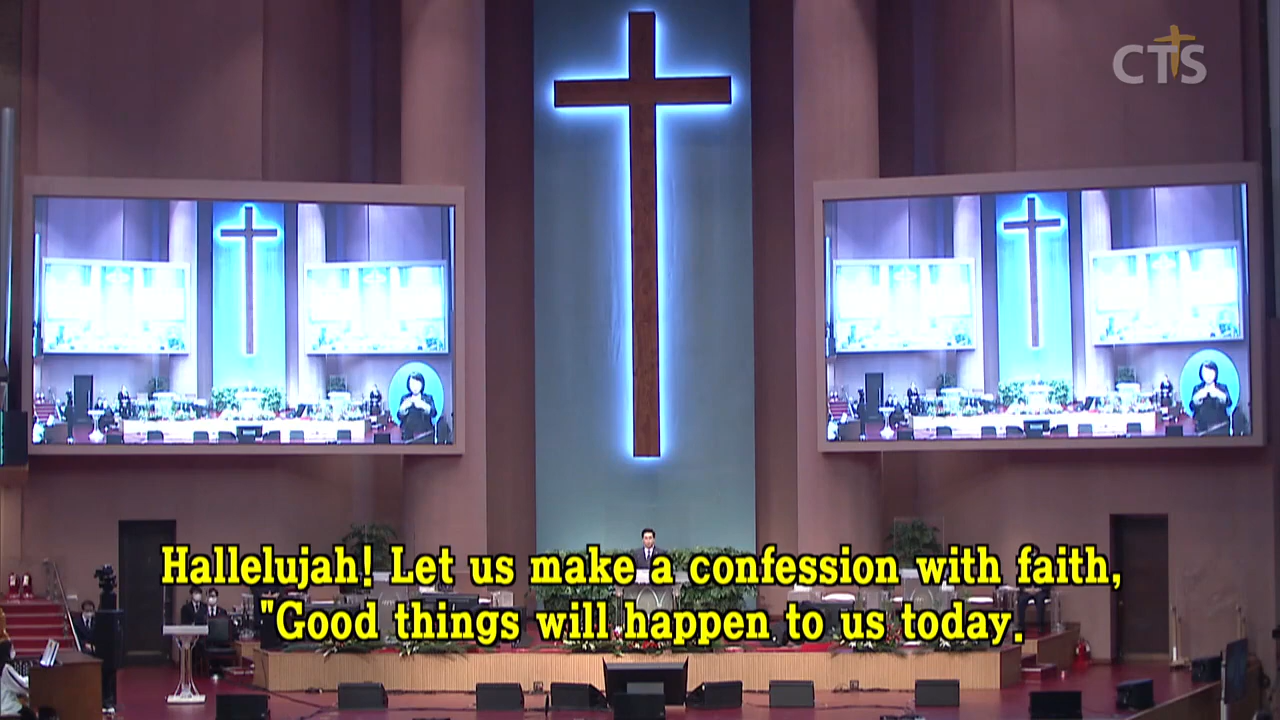 CTS
Hallelujah! Let us make a confession with faith,
"Good things will happen to us today.